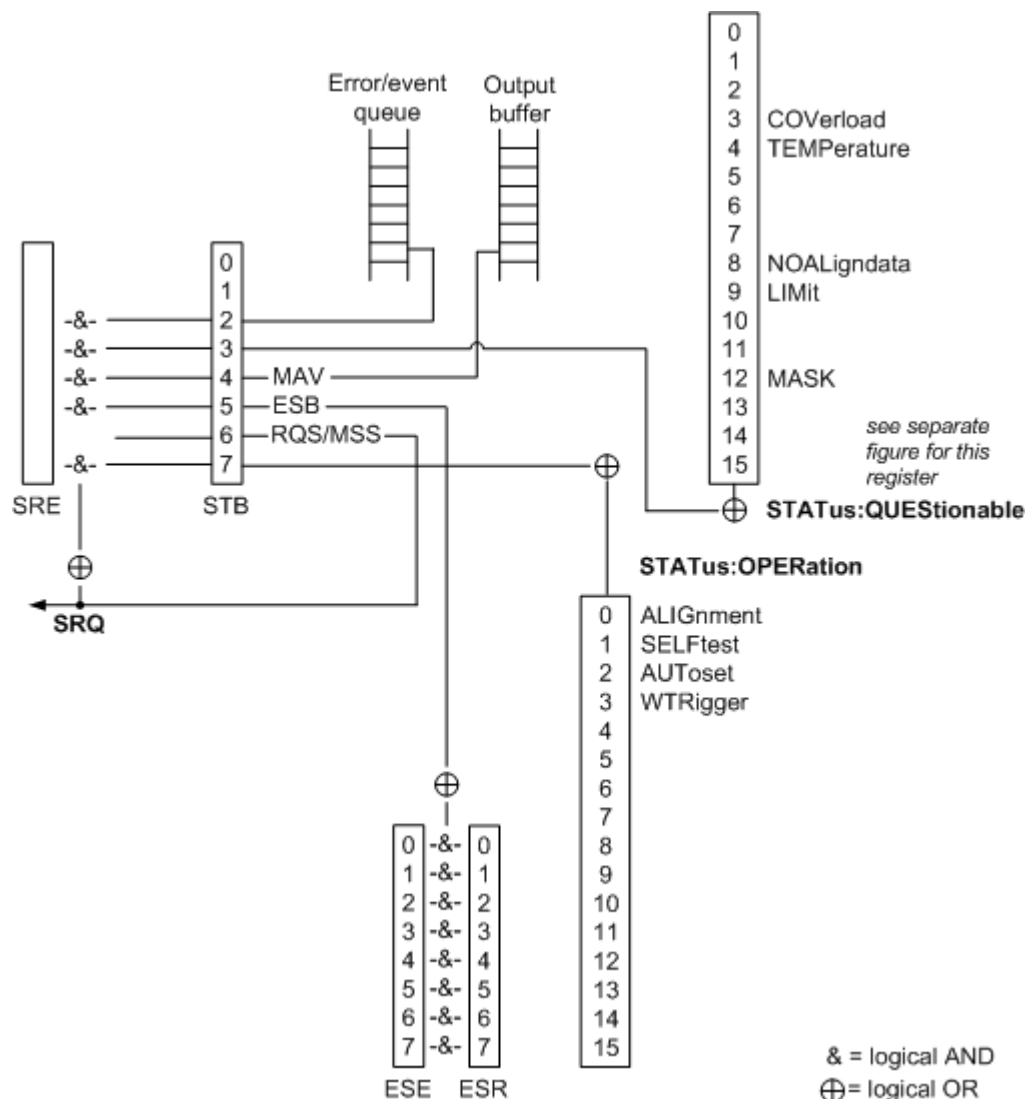 Error/event
queue
Output
buffer
0
1
2
3 COVerload
4 TEMPerature
5
6
7
8 NOALigndata
9 LIMit
10
11
12 MASK
13
14
15
see separate
figure for this
register
STATus:QUEStionable
0
1
-&- 2
-&- 3
-&- 4 MAV
-&- 5 ESB
6 RQS/MSS
-&- 7
SRE
STB
SRQ
STATus:OPERation
0 ALIGnment
1 SELFtest
2 AUToset
3 WTRigger
4
5
6
7
8
9
10
11
12
13
14
15
0 -&- 0
1 -&- 1
2 -&- 2
3 -&- 3
4 -&- 4
5 -&- 5
6 -&- 6
7 -&- 7
ESE ESR
& = logical AND
⊕ = logical OR